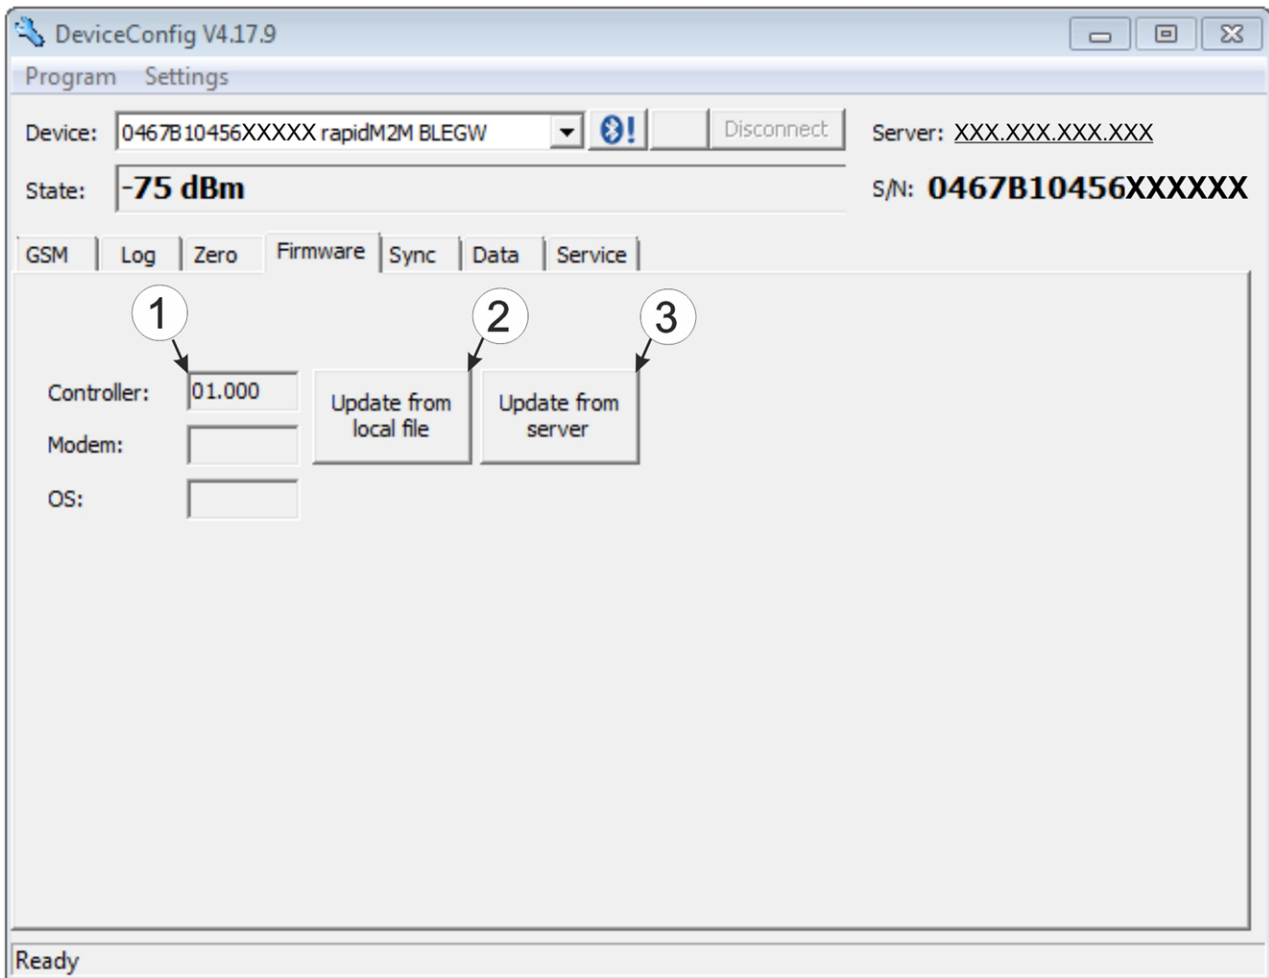 DeviceConfig V4.17.9
Program Settings
Device: 0467B10456XXXXX rapidM2M BLEGW Disconnect Server: XXX.XXX.XXX.XXX
State: -75 dBm S/N: 0467B10456XXXXXX
GSM Log Zero Firmware Sync Data Service
1 2 3
Controller: 01.000
Update from
local file
Update from
server
Modem:
OS:
Ready